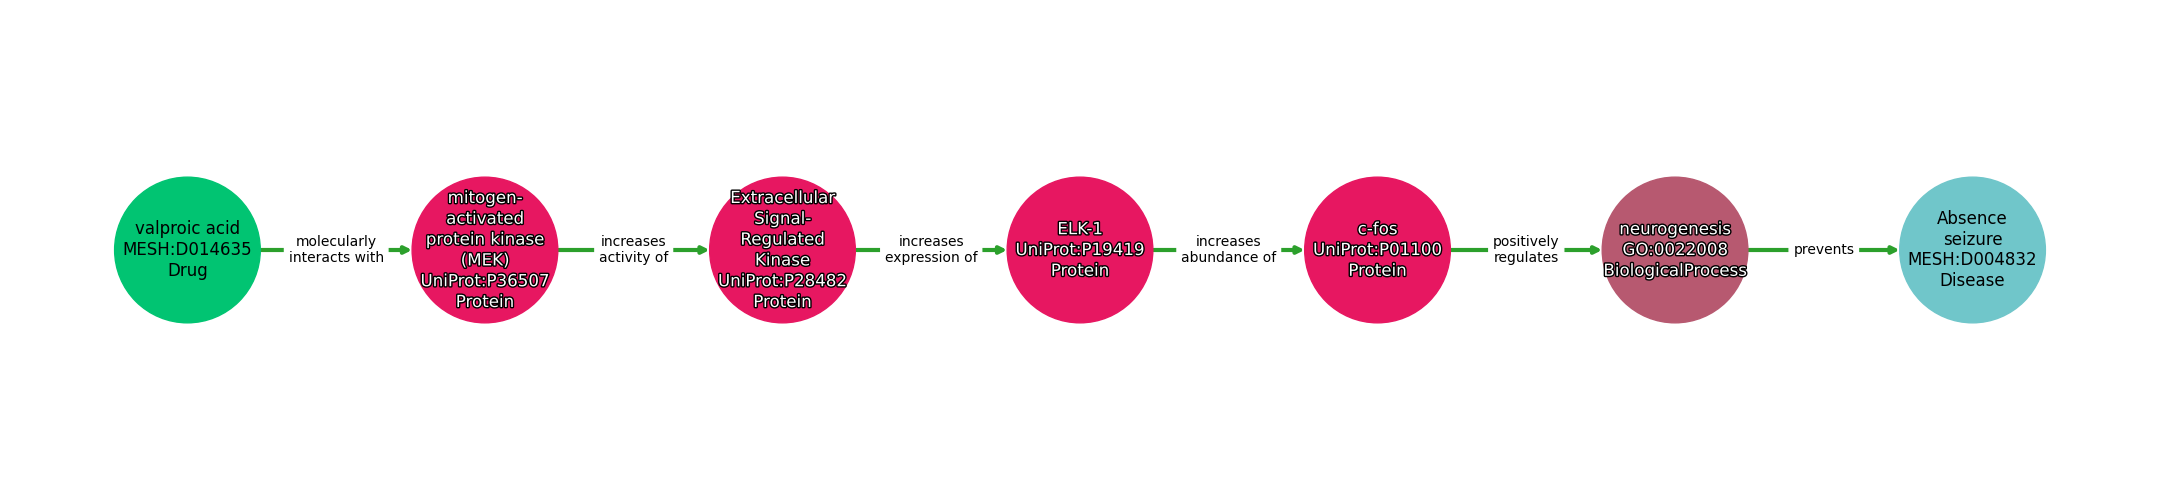 valproic acid
MESH:D014635
Drug
molecularly
interacts with
mitogen-
activated
protein kinase
(MEK)
UniProt:P36507
Protein
increases
activity of
Extracellular
Signal-
Regulated
Kinase
UniProt:P28482
Protein
increases
expression of
ELK-1
UniProt:P19419
Protein
increases
abundance of
c-fos
UniProt:P01100
Protein
positively
regulates
neurogenesis
GO:0022008
BiologicalProcess
prevents
Absence
seizure
MESH:D004832
Disease